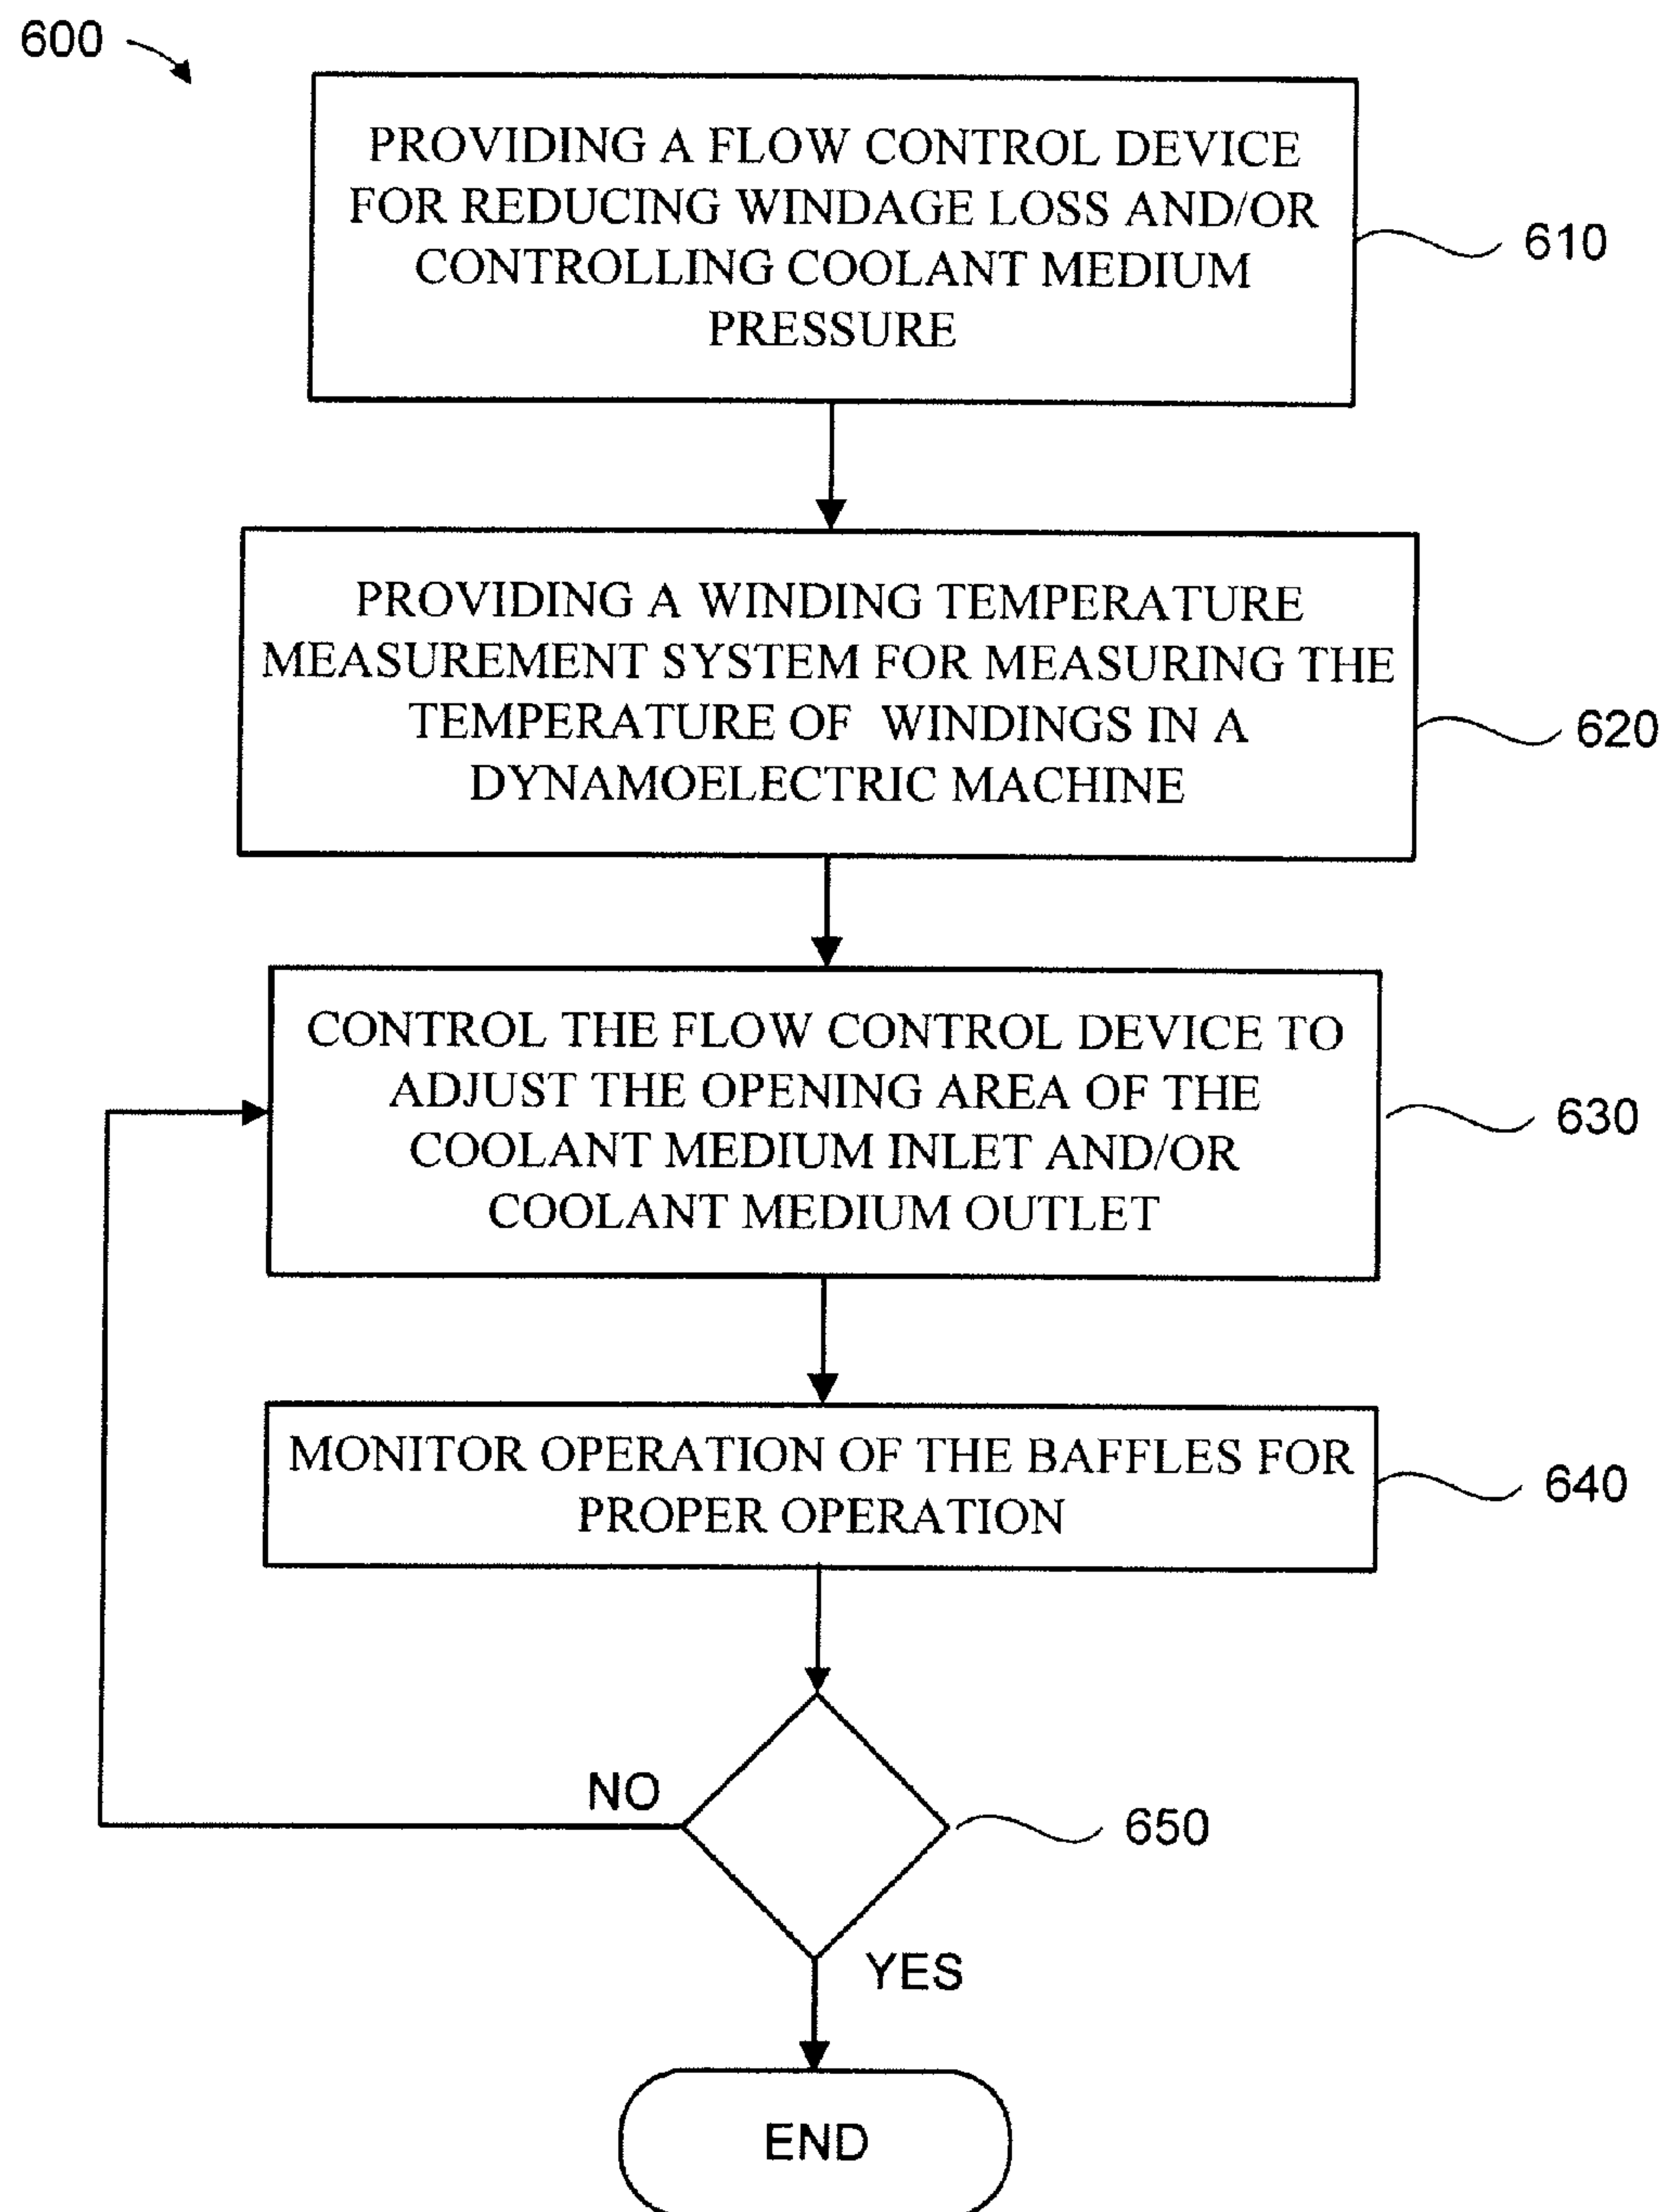 600
PROVIDING A FLOW CONTROL DEVICE
FOR REDUCING WINDAGE LOSS AND/OR
CONTROLLING COOLANT MEDIUM
PRESSURE
610
PROVIDING A WINDING TEMPERATURE
MEASUREMENT SYSTEM FOR MEASURING THE
TEMPERATURE OF WINDINGS IN A
DYNAMOELECTRIC MACHINE
620
CONTROL THE FLOW CONTROL DEVICE TO
ADJUST THE OPENING AREA OF THE
COOLANT MEDIUM INLET AND/OR
COOLANT MEDIUM OUTLET
630
MONITOR OPERATION OF THE BAFFLES FOR
PROPER OPERATION
640
NO
650
YES
END